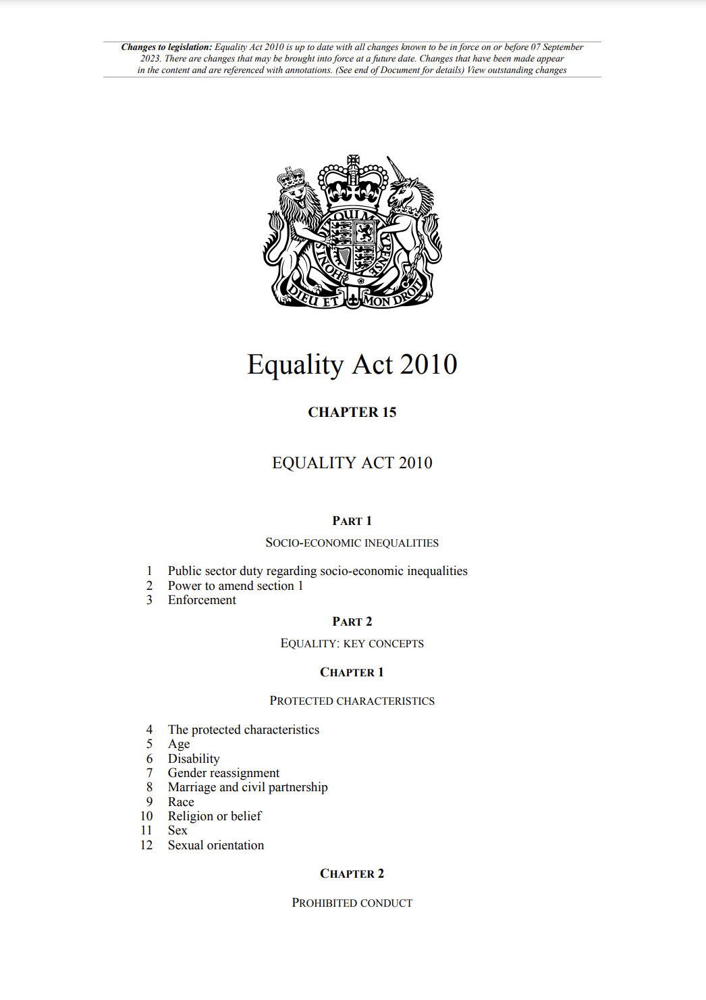 Changes to legislation: Equality Act 2010 is up to date with all changes known to be in force on or before 07 September
2023. There are changes that may be brought into force at a future date. Changes that have been made appear
in the content and are referenced with annotations. (See end of Document for details) View outstanding changes
HONI SOIT QUI MAL Y PENSE
DIEU ET MON DROIT
Equality Act 2010
CHAPTER 15
EQUALITY ACT 2010
PART 1
SOCIO-ECONOMIC INEQUALITIES
1 Public sector duty regarding socio-economic inequalities
2 Power to amend section 1
3 Enforcement
PART 2
EQUALITY: KEY CONCEPTS
CHAPTER 1
PROTECTED CHARACTERISTICS
4 The protected characteristics
5 Age
6 Disability
7 Gender reassignment
8 Marriage and civil partnership
9 Race
10 Religion or belief
11 Sex
12 Sexual orientation
CHAPTER 2
PROHIBITED CONDUCT